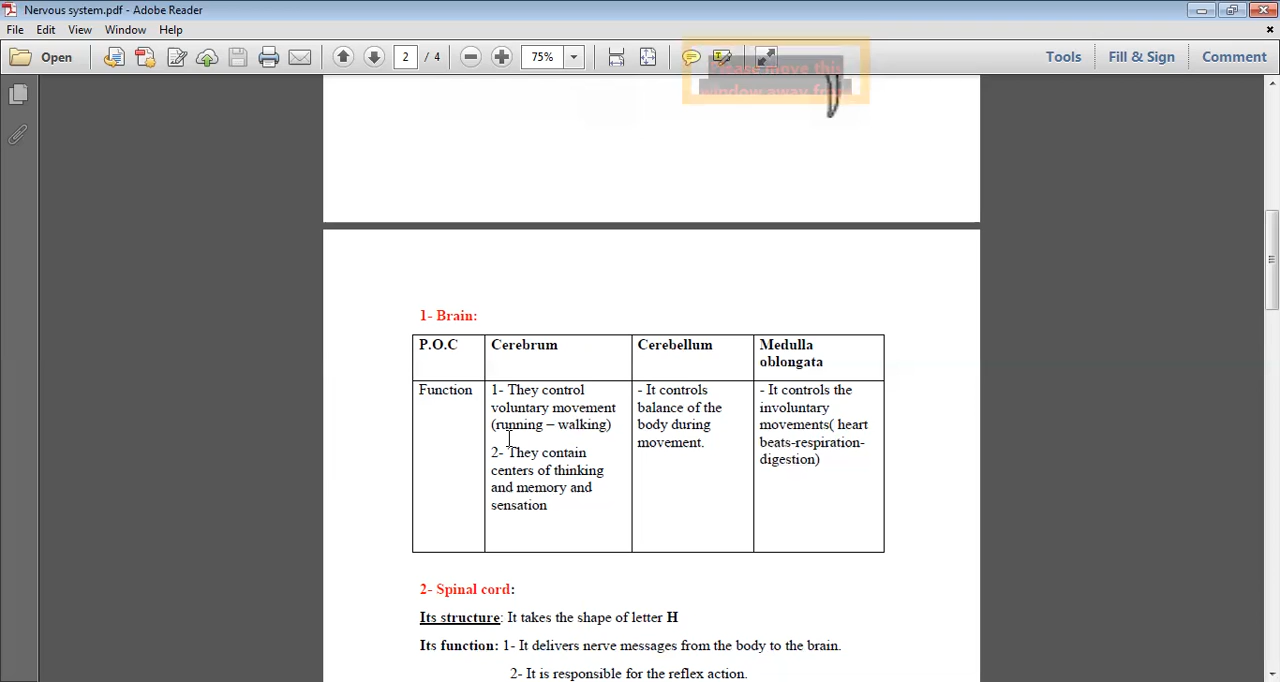 Nervous system.pdf - Adobe Reader
File Edit View Window Help
Open 2 / 4 75% Tools Fill & Sign Comment
move this
window away
1- Brain:
P.O.C Cerebrum Cerebellum Medulla
oblongata
Function 1- They control - It controls - It controls the
voluntary movement balance of the involuntary
(running – walking) body during movements( heart
movement. beats-respiration-
2- They contain digestion)
centers of thinking
and memory and
sensation
2- Spinal cord:
Its structure: It takes the shape of letter H
Its function: 1- It delivers nerve messages from the body to the brain.
2- It is responsible for the reflex action.